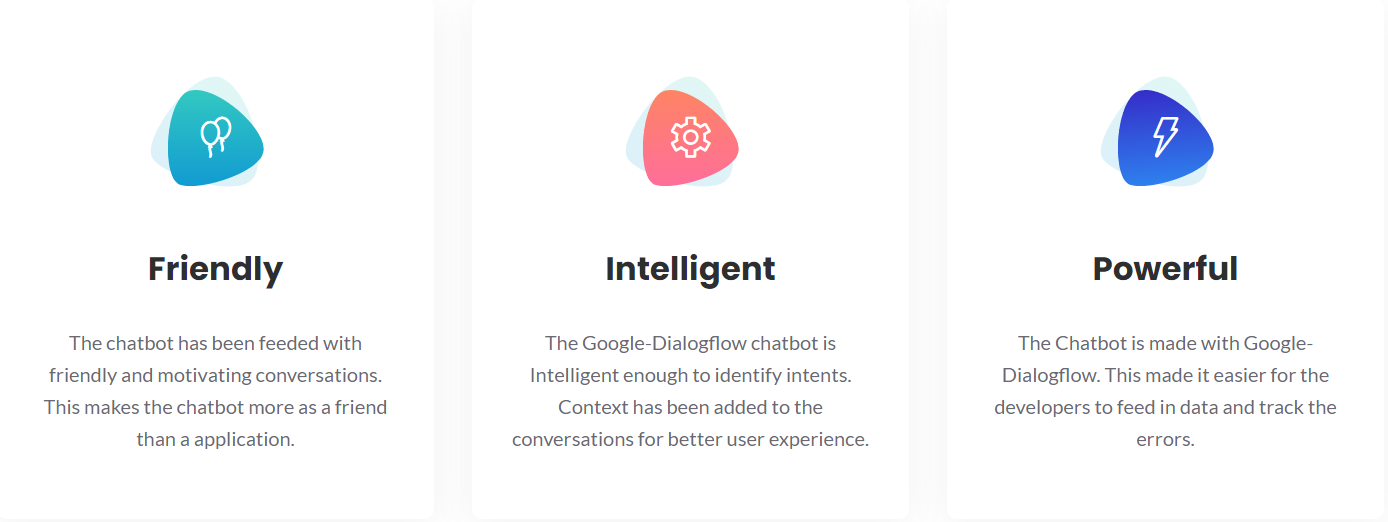 Friendly
The chatbot has been feeded with
friendly and motivating conversations.
This makes the chatbot more as a friend
than a application.
Intelligent
The Google-Dialogflow chatbot is
Intelligent enough to identify intents.
Context has been added to the
conversations for better user experience.
Powerful
The Chatbot is made with Google-
Dialogflow. This made it easier for the
developers to feed in data and track the
errors.